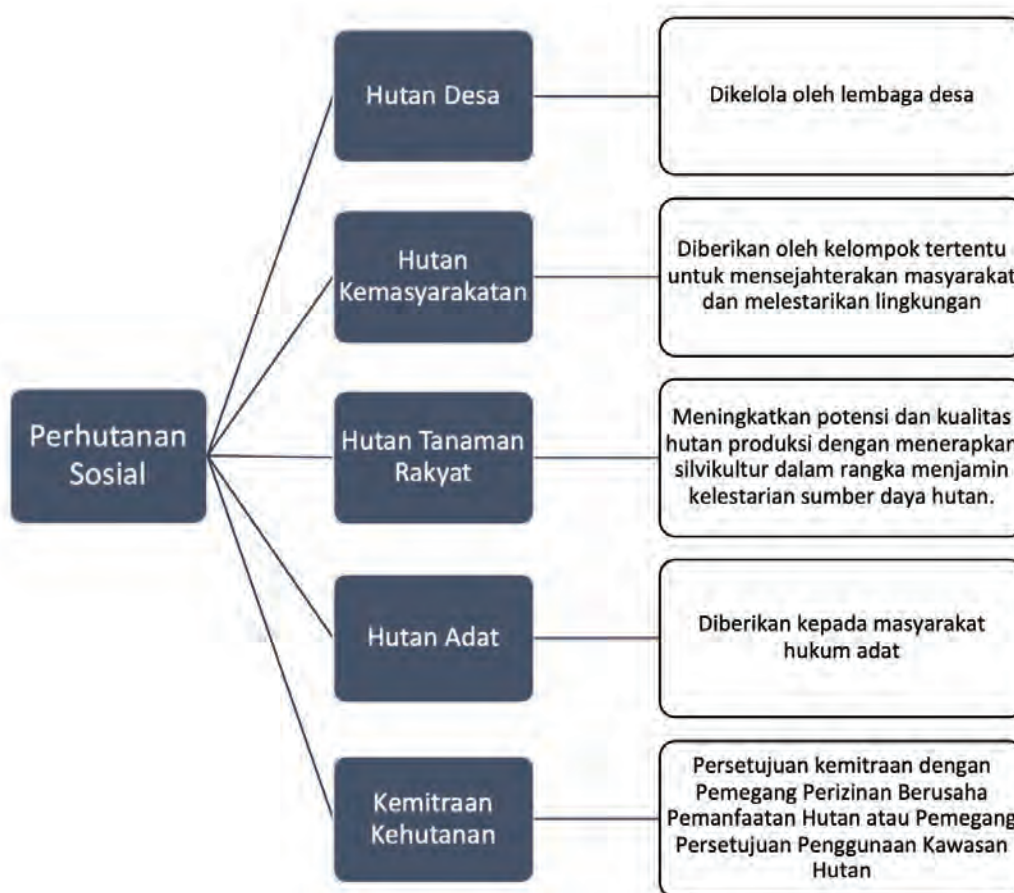 Perhutanan
Sosial
Hutan Desa
Dikelola oleh lembaga desa
Hutan
Kemasyarakatan
Diberikan oleh kelompok tertentu
untuk mensejahterakan masyarakat
dan melestarikan lingkungan
Hutan Tanaman
Rakyat
Meningkatkan potensi dan kualitas
hutan produksi dengan menerapkan
silvikultur dalam rangka menjamin
kelestarian sumber daya hutan.
Hutan Adat
Diberikan kepada masyarakat
hukum adat
Kemitraan
Kehutanan
Persetujuan kemitraan dengan
Pemegang Perizinan Berusaha
Pemanfaatan Hutan atau Pemegang
Persetujuan Penggunaan Kawasan
Hutan